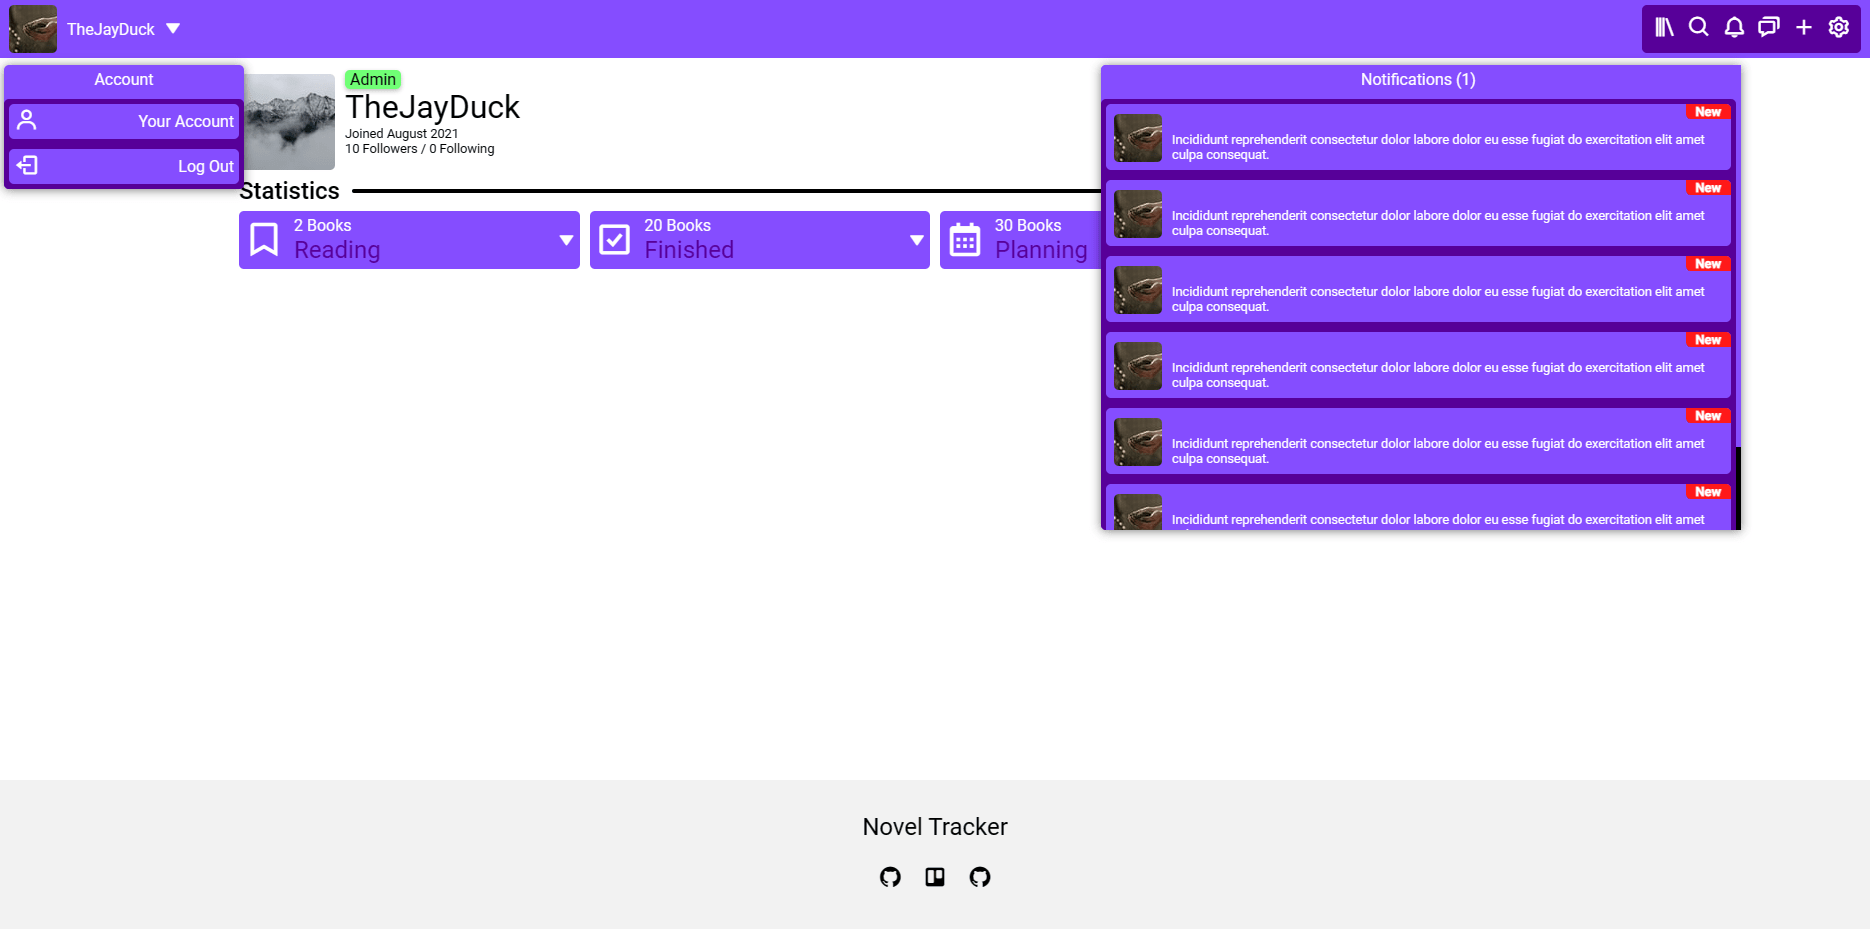 TheJayDuck
Account
Your Account
Log Out
Admin
TheJayDuck
Joined August 2021
10 Followers / 0 Following
Statistics
2 Books
Reading
20 Books
Finished
30 Books
Planning
Notifications (1)
New
Incididunt reprehenderit consectetur dolor labore dolor eu esse fugiat do exercitation elit amet
culpa consequat.
New
Incididunt reprehenderit consectetur dolor labore dolor eu esse fugiat do exercitation elit amet
culpa consequat.
New
Incididunt reprehenderit consectetur dolor labore dolor eu esse fugiat do exercitation elit amet
culpa consequat.
New
Incididunt reprehenderit consectetur dolor labore dolor eu esse fugiat do exercitation elit amet
culpa consequat.
New
Incididunt reprehenderit consectetur dolor labore dolor eu esse fugiat do exercitation elit amet
culpa consequat.
New
Incididunt reprehenderit consectetur dolor labore dolor eu esse fugiat do exercitation elit amet
Novel Tracker